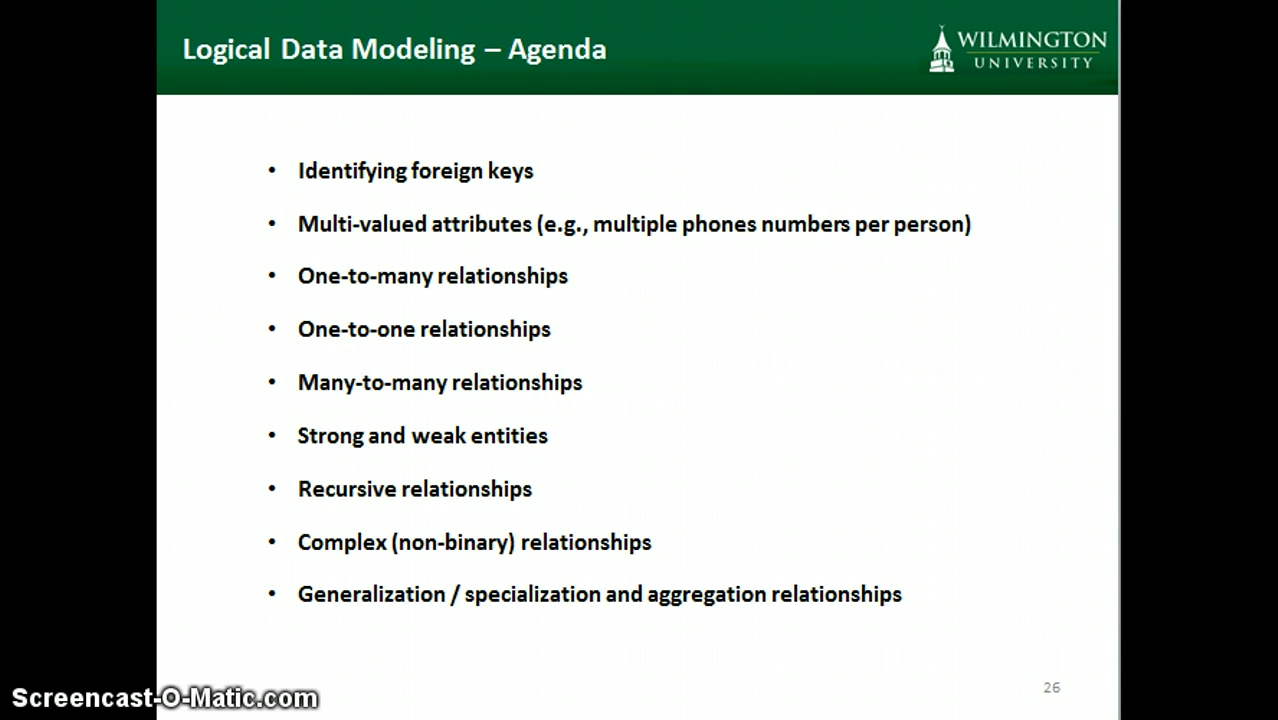 Logical Data Modeling – Agenda
WILMINGTON
UNIVERSITY
• Identifying foreign keys
• Multi-valued attributes (e.g., multiple phones numbers per person)
• One-to-many relationships
• One-to-one relationships
• Many-to-many relationships
• Strong and weak entities
• Recursive relationships
• Complex (non-binary) relationships
• Generalization / specialization and aggregation relationships
26
Screencast-O-Matic.com